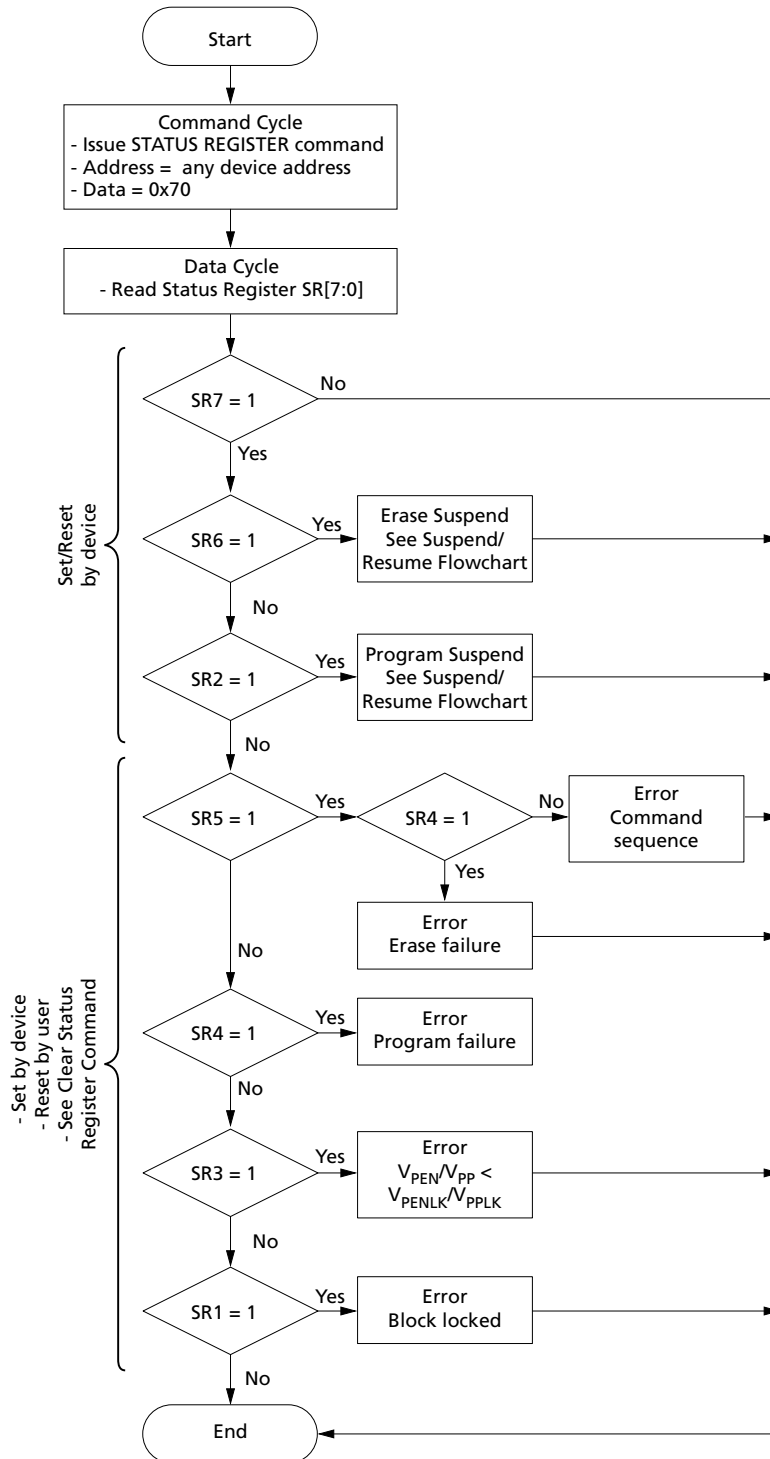 Start
Command Cycle
- Issue STATUS REGISTER command
- Address = any device address
- Data = 0x70
Data Cycle
- Read Status Register SR[7:0]
Set/Reset
by device
SR7 = 1
No
Yes
SR6 = 1
Yes
Erase Suspend
See Suspend/
Resume Flowchart
No
SR2 = 1
Yes
Program Suspend
See Suspend/
Resume Flowchart
No
- Set by device
- Reset by user
- See Clear Status
Register Command
SR5 = 1
Yes
SR4 = 1
No
Error
Command
sequence
Yes
Error
Erase failure
No
SR4 = 1
Yes
Error
Program failure
No
SR3 = 1
Yes
Error
VPEN/VPP <
VPENLK/VPPLK
No
SR1 = 1
Yes
Error
Block locked
No
End